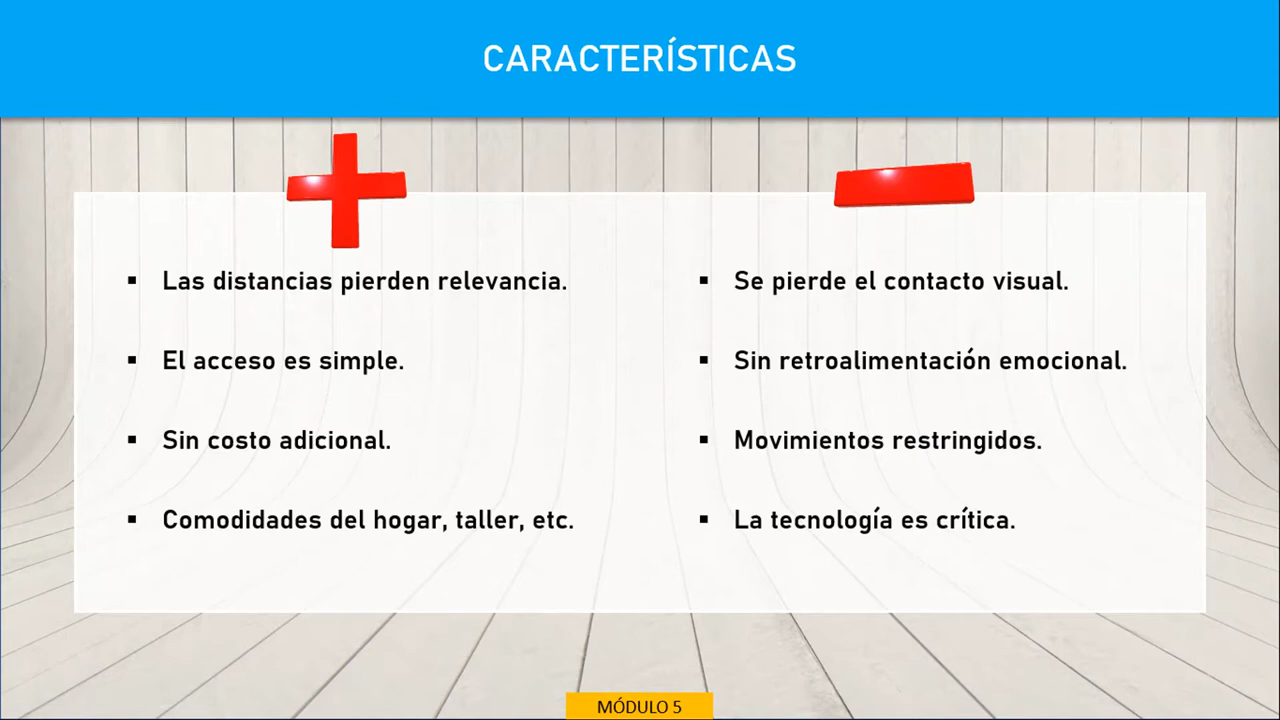 CARACTERÍSTICAS
Las distancias pierden relevancia.
El acceso es simple.
Sin costo adicional.
Comodidades del hogar, taller, etc.
Se pierde el contacto visual.
Sin retroalimentación emocional.
Movimientos restringidos.
La tecnología es crítica.
MÓDULO 5